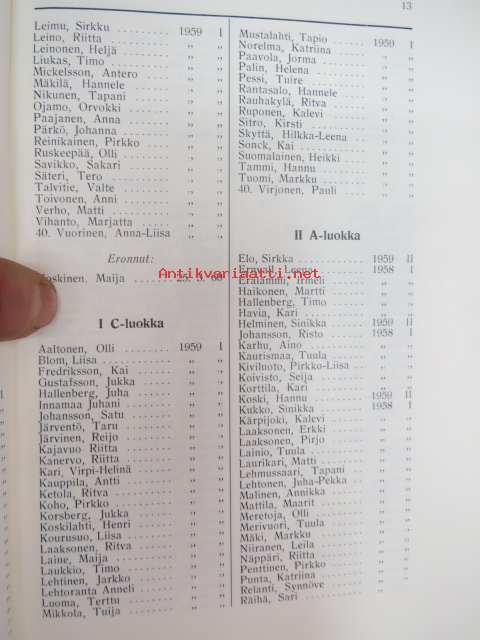 13
Leimu, Sirkku ........ 1959 I
Leino, Riitta ........ „ „
Leinonen, Heljä ........ „ „
Liukas, Timo ........ „ „
Mickelsson, Antero ........ „ „
Mäkilä, Hannele ........ „ „
Nikunen, Tapani ........ „ „
Ojamo, Orvokki ........ „ „
Paajanen, Anna ........ „ „
Pärkö, Johanna ........ „ „
Reinikainen, Pirkko ........ „ „
Ruskeepää, Olli ........ „ „
Savikko, Sakari ........ „ „
Säteri, Tero ........ „ „
Talvitie, Valte ........ „ „
Toivonen, Anni ........ „ „
Verho, Matti ........ „ „
Vihanto, Marjatta ........ „ „
40. Vuorinen, Anna-Liisa „ „
Eronnut:
Koskinen, Maija ........ 25. 5. 60
I C-luokka
Aaltonen, Olli ........ 1959 I
Blom, Liisa ........ „ „
Fredriksson, Kai ........ „ „
Gustafsson, Jukka ........ „ „
Hallenberg, Juha ........ „ „
Innamaa Juhani ........ „ „
Johansson, Satu ........ „ „
Järventö, Taru ........ „ „
Järvinen, Reijo ........ „ „
Kajavuo Riitta ........ „ „
Kanervo, Riitta ........ „ „
Kari, Virpi-Helinä ........ „ „
Kauppila, Antti ........ „ „
Ketola, Ritva ........ „ „
Koho, Pirkko ........ „ „
Korsberg, Jukka ........ „ „
Koskilahti, Henri ........ „ „
Kourusuo, Liisa ........ „ „
Laaksonen, Ritva ........ „ „
Laine, Maija ........ „ „
Laukkio, Timo ........ „ „
Lehtinen, Jarkko ........ „ „
Lehtoranta Anneli ........ „ „
Luoma, Terttu ........ „ „
Mikkola, Tuija ........ „ „
Mustalahti, Tapio ........ 1959 I
Norelma, Katriina ........ „ „
Paavola, Jorma ........ „ „
Palin, Helena ........ „ „
Pessi, Tuire ........ „ „
Rantasalo, Hannele ........ „ „
Rauhakylä, Ritva ........ „ „
Ruponen, Kalevi ........ „ „
Sitro, Kirsti ........ „ „
Skyttä, Hilkka-Leena ........ „ „
Sonck, Kai ........ „ „
Suomalainen, Heikki ........ „ „
Tammi, Hannu ........ „ „
Tuomi, Markku ........ „ „
40. Virjonen, Pauli ........ „ „
II A-luokka
Elo, Sirkka ........ 1959 II
Ernvall, Leena ........ 1958 I
Erälammi, Irmeli ........ „ „
Haikonen, Martti ........ „ „
Hallenberg, Timo ........ „ „
Havia, Kari ........ „ „
Helminen, Sinikka ........ 1959 II
Johansson, Risto ........ 1958 I
Karhu, Aino ........ „ „
Kaurismaa, Tuula ........ „ „
Kiviluoto, Pirkko-Liisa ........ „ „
Koivisto, Seija ........ „ „
Korttila, Kari ........ „ „
Koski, Hannu ........ 1959 II
Kukko, Sinikka ........ 1958 I
Kärpijoki, Kalevi ........ „ „
Laaksonen, Erkki ........ „ „
Laaksonen, Pirjo ........ „ „
Lainio, Tuula ........ „ „
Laurikari, Matti ........ „ „
Lehmussaari, Tapani ........ „ „
Lehtonen, Juha-Pekka ........ „ „
Malinen, Annikka ........ „ „
Mattila, Maarit ........ „ „
Meretoja, Olli ........ „ „
Merivuori, Tuula ........ „ „
Mäki, Markku ........ „ „
Niiranen, Leila ........ „ „
Näppäri, Riitta ........ „ „
Penttinen, Pirkko ........ „ „
Punta, Katriina ........ „ „
Relantí, Synnöve ........ „ „
Räihä, Sari ........ „ „
Antikvariaatti.net